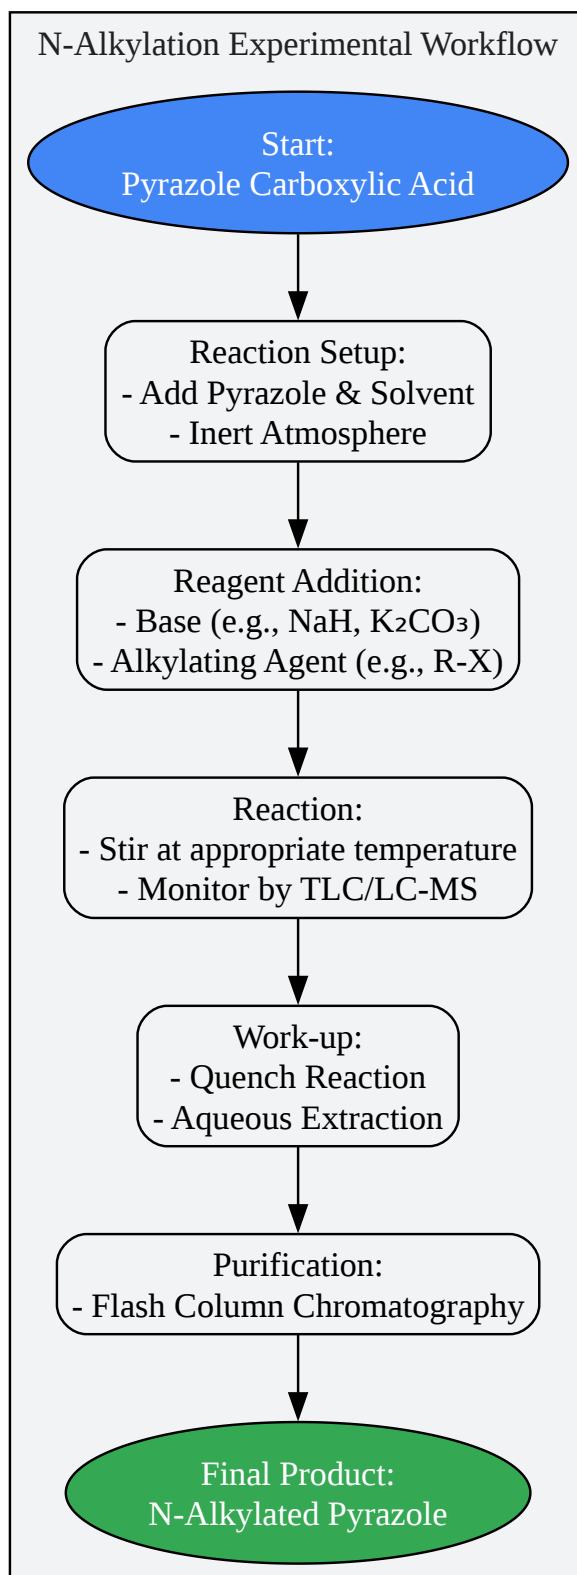 N-Alkylation Experimental Workflow
Start:
Pyrazole Carboxylic Acid
Reaction Setup:
- Add Pyrazole & Solvent
- Inert Atmosphere
Reagent Addition:
- Base (e.g., NaH, K₂CO₃)
- Alkylating Agent (e.g., R-X)
Reaction:
- Stir at appropriate temperature
- Monitor by TLC/LC-MS
Work-up:
- Quench Reaction
- Aqueous Extraction
Purification:
- Flash Column Chromatography
Final Product:
N-Alkylated Pyrazole